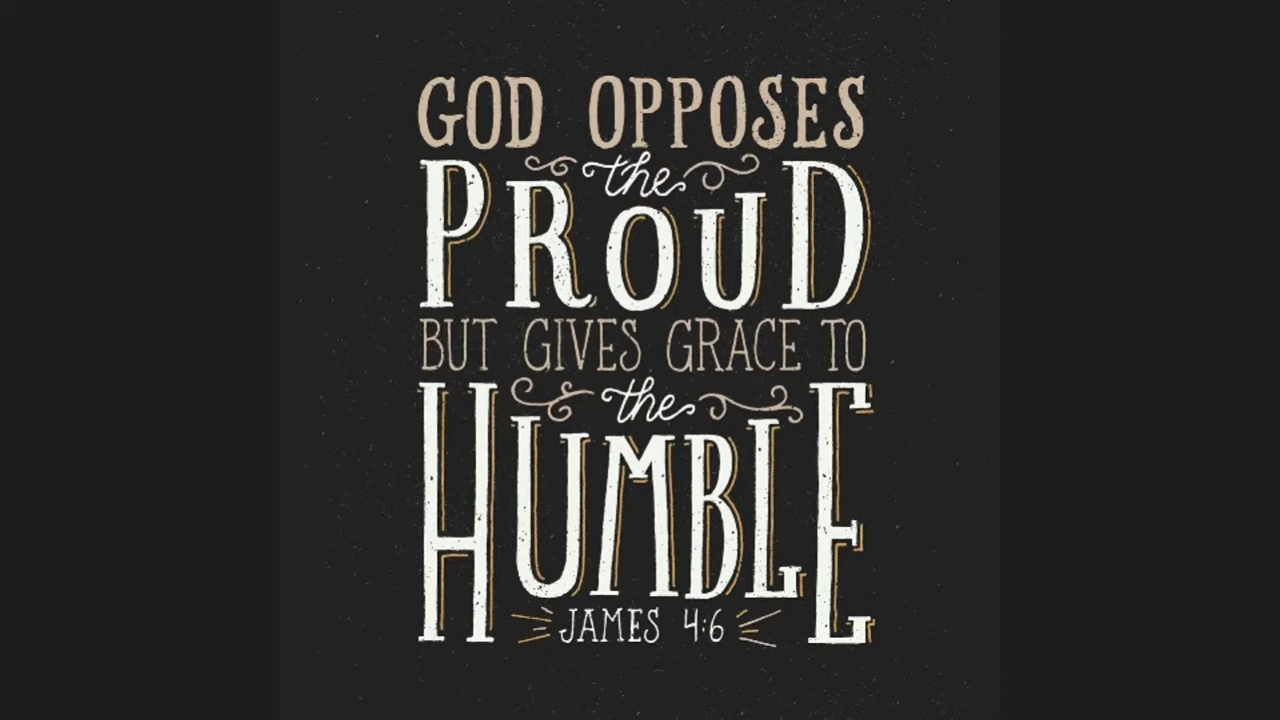 GOD OPPOSES
the
PROUD
BUT GIVES GRACE TO
the
HUMBLE
JAMES 4:6